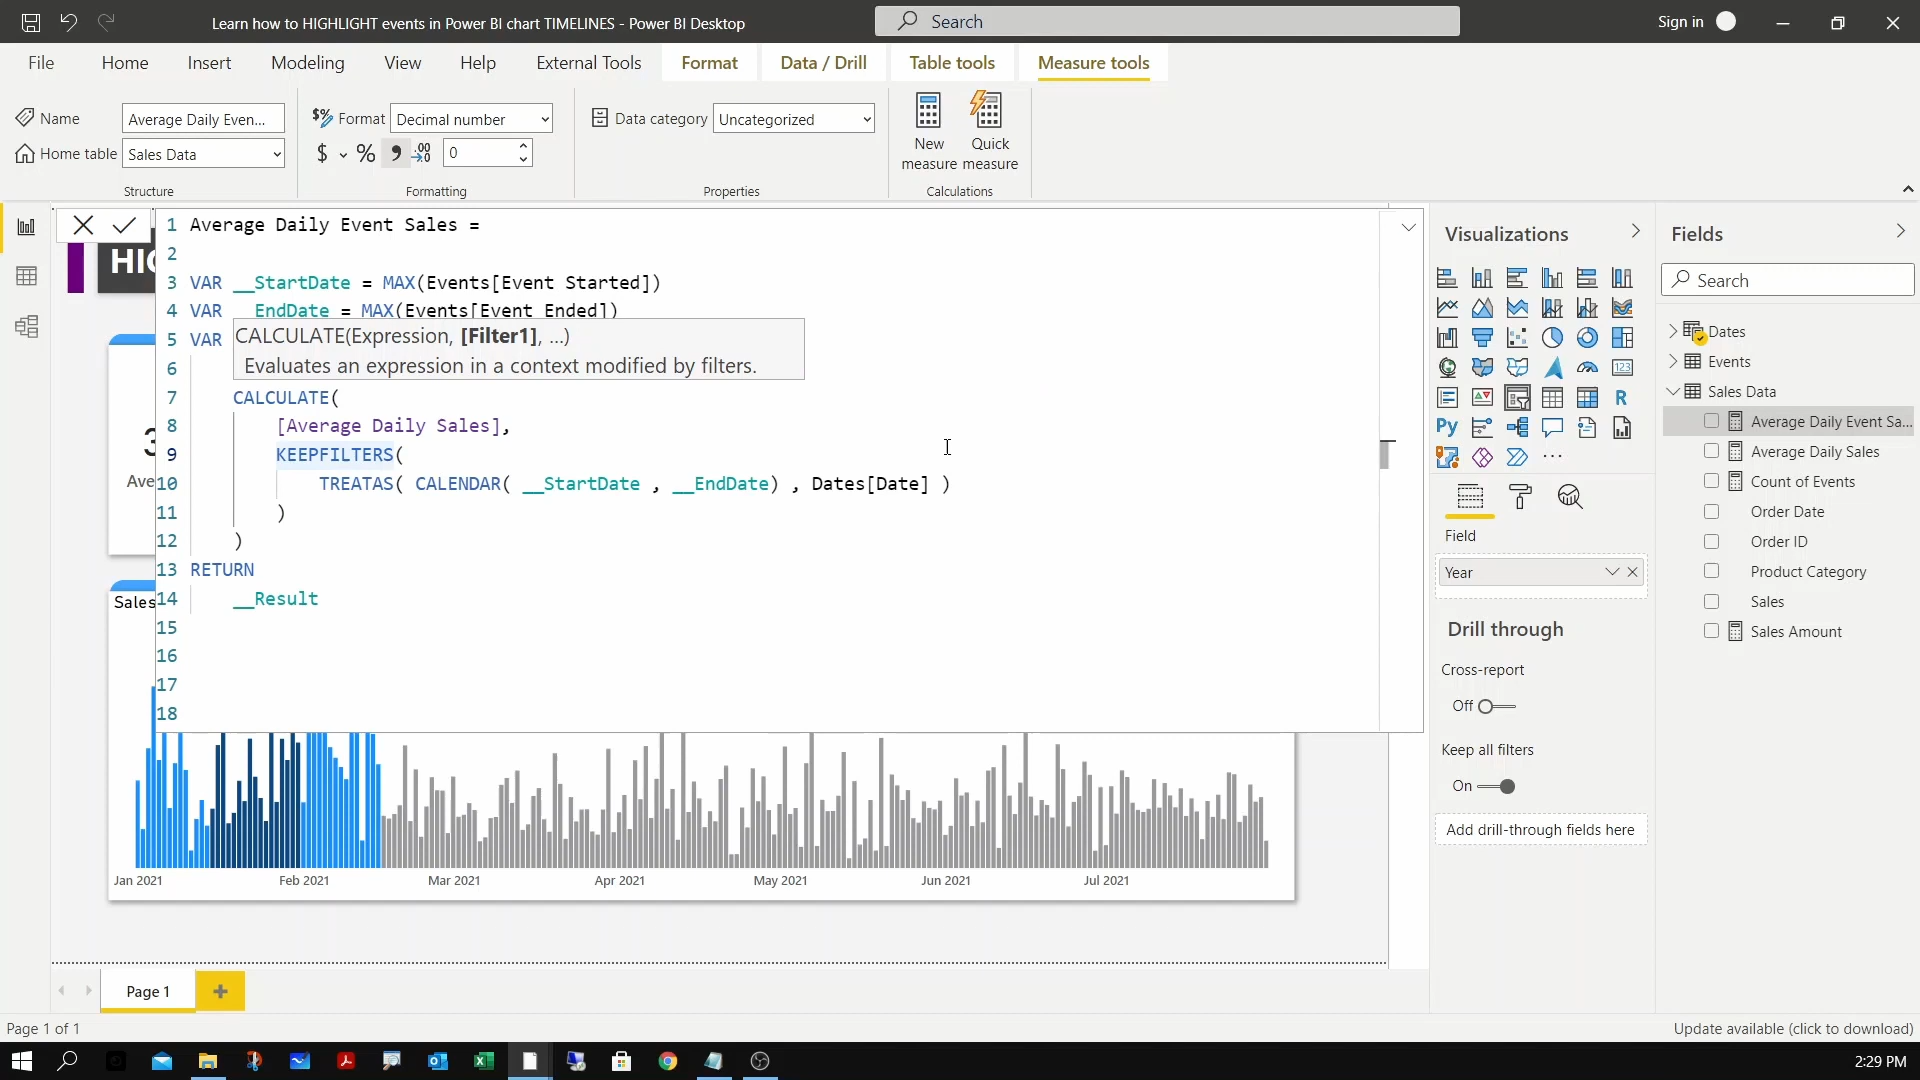 Learn how to HIGHLIGHT events in Power BI chart TIMELINES - Power BI Desktop
Search
Sign in
File Home Insert Modeling View Help External Tools Format Data / Drill Table tools Measure tools
Name Average Daily Even...
Home table Sales Data
Structure
$% Format Decimal number
$ % 9 .00 0
Formatting
Data category Uncategorized
Properties
New measure
Quick measure
Calculations
HIG
1 Average Daily Event Sales =
2
3 VAR __StartDate = MAX(Events[Event Started])
4 VAR __EndDate = MAX(Events[Event Ended])
5 VAR
CALCULATE(Expression, [Filter1], ...)
Evaluates an expression in a context modified by filters.
6
7 CALCULATE(
8 [Average Daily Sales],
9 KEEPFILTERS(
10 TREATAS( CALENDAR( __StartDate , __EndDate) , Dates[Date] )
11 )
12 )
13 RETURN
14 __Result
15
16
17
18
3
Ave
Sales
Jan 2021 Feb 2021 Mar 2021 Apr 2021 May 2021 Jun 2021 Jul 2021
Visualizations
123
R
Py
...
Field
Year
Drill through
Cross-report
Off
Keep all filters
On
Add drill-through fields here
Fields
Search
Dates
Events
Sales Data
Average Daily Event Sa...
Average Daily Sales
Count of Events
Order Date
Order ID
Product Category
Sales
Sales Amount
Page 1
+
Page 1 of 1
Update available (click to download)
2:29 PM